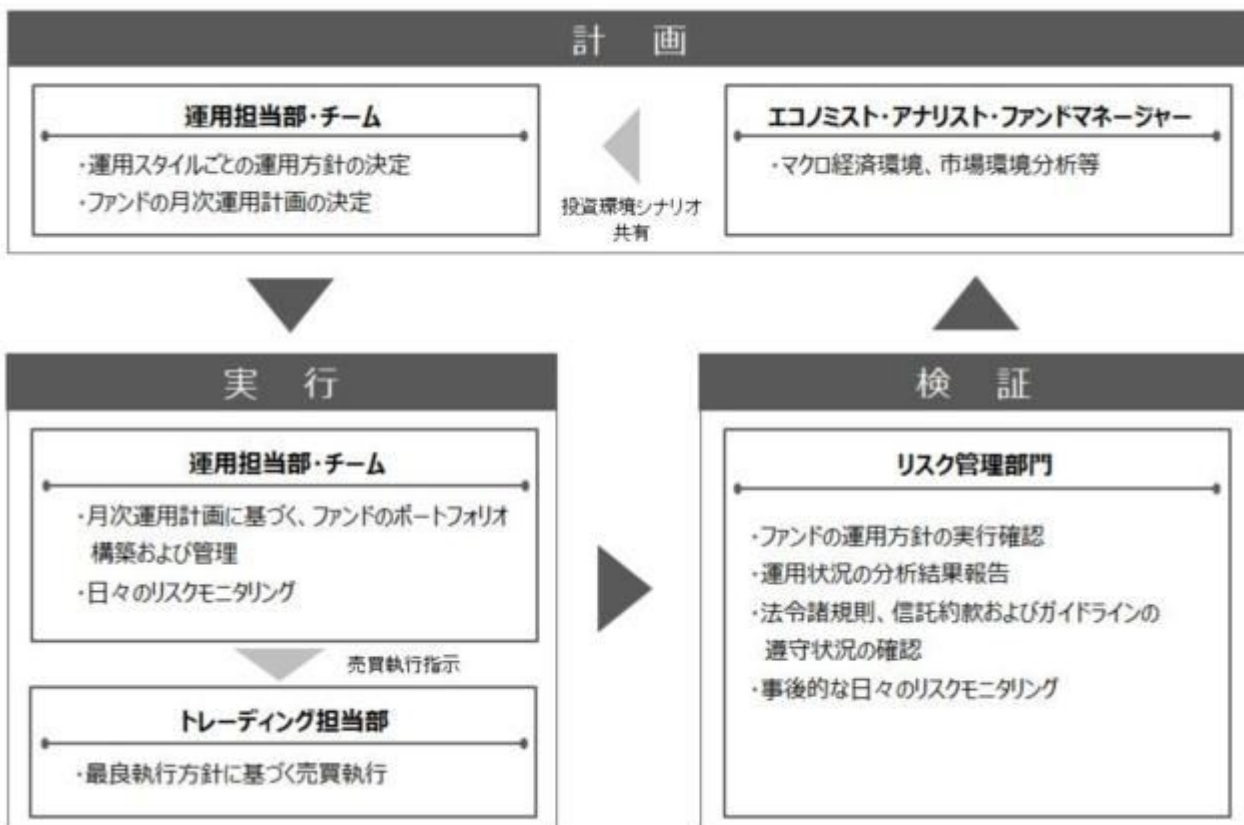 計 画
運用担当部・チーム
・運用スタイルごとの運用方針の決定
・ファンドの月次運用計画の決定
投資環境シナリオ
共有
エコノミスト・アナリスト・ファンドマネージャー
・マクロ経済環境、市場環境分析等
実 行
運用担当部・チーム
・月次運用計画に基づく、ファンドのポートフォリオ
構築および管理
・日々のリスクモニタリング
売買執行指示
トレーディング担当部
・最良執行方針に基づく売買執行
検 証
リスク管理部門
・ファンドの運用方針の実行確認
・運用状況の分析結果報告
・法令諸規則、信託約款およびガイドラインの
遵守状況の確認
・事後的な日々のリスクモニタリング